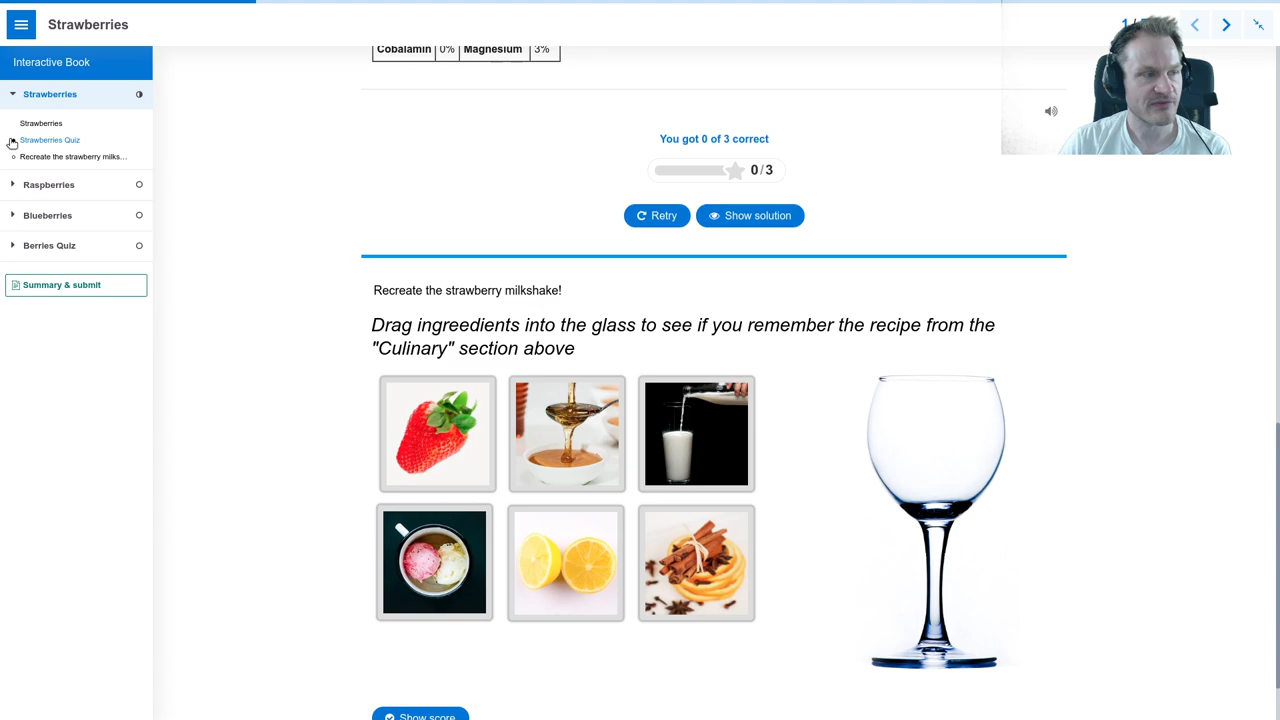 Strawberries
Interactive Book
Strawberries
Strawberries
Strawberries Quiz
Recreate the strawberry milks...
Raspberries
Blueberries
Berries Quiz
Summary & submit
Cobalamin 0% Magnesium 3%
You got 0 of 3 correct
0/3
Retry
Show solution
Recreate the strawberry milkshake!
Drag ingredients into the glass to see if you remember the recipe from the
"Culinary" section above
Show score